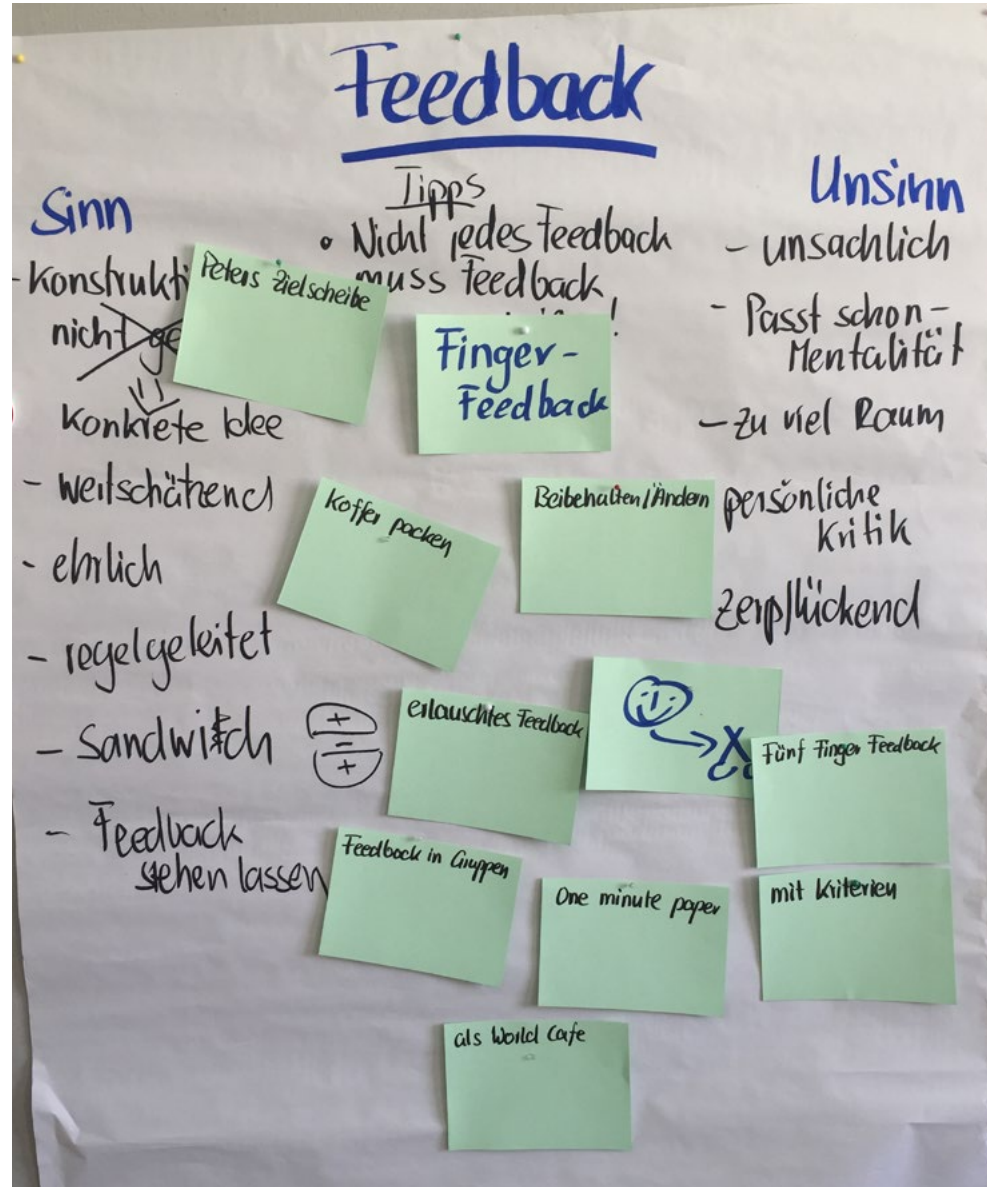 Feedback
Sinn
- Konstrukti
nicht ge
Konkrete Idee
- wertschätzend
- ehrlich
- regelgeleitet
- Sandwitch
+
-
+
- Feedback
stehen lassen
Tipps
• Nicht jedes Feedback
muss Feedback
!
Peters Zielscheibe
Finger-
Feedback
Koffer packen
Beibehalten/Ändern
erlauschtes Feedback
Fünf Finger Feedback
Feedback in Gruppen
One minute paper
mit Kriterien
als World Cafe
Unsinn
- unsachlich
- Passt schon-
Mentalität
- zu viel Raum
persönliche
Kritik
zerpflückend